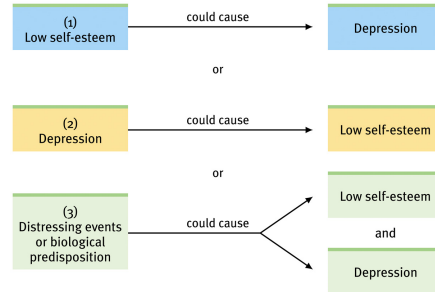 (1)
Low self-esteem
could cause
Depression
or
(2)
Depression
could cause
Low self-esteem
or
(3)
Distressing events
or biological
predisposition
could cause
Low self-esteem
and
Depression